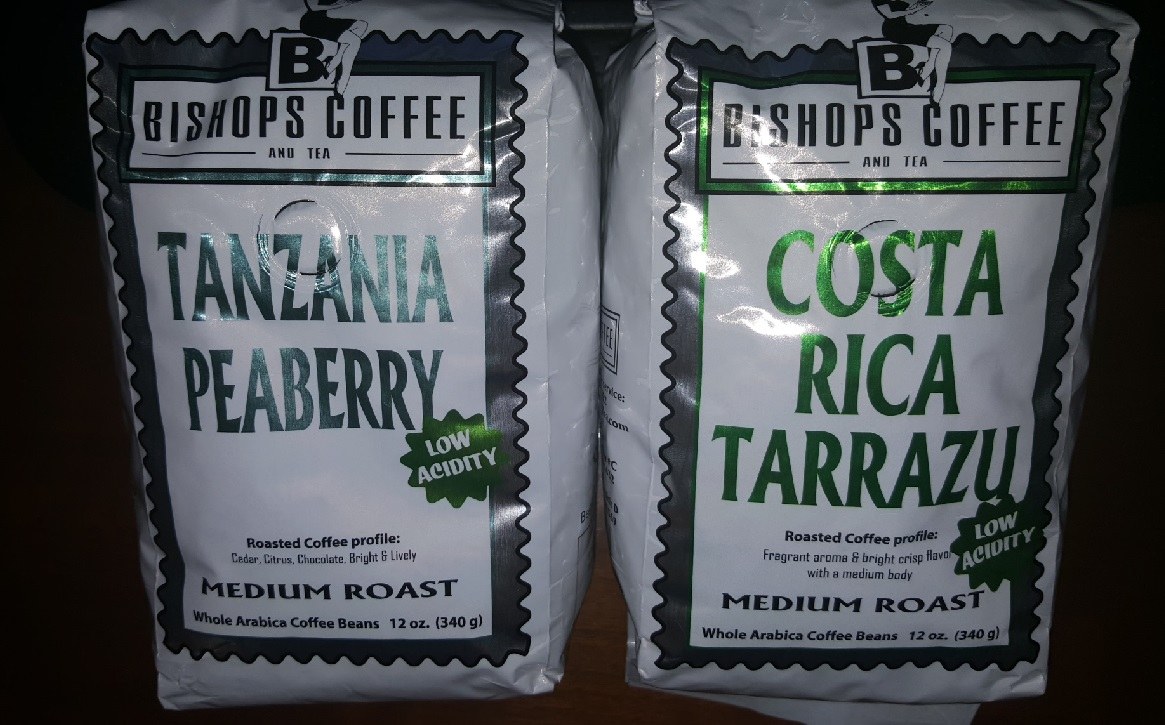 B
BISHOPS COFFEE
AND TEA
TANZANIA
PEABERRY
LOW
ACIDITY
Roasted Coffee profile:
Cedar, Citrus, Chocolate, Bright & Lively
MEDIUM ROAST
Whole Arabica Coffee Beans 12 oz. (340 g)
B
BISHOPS COFFEE
AND TEA
COSTA
RICA
TARRAZU
LOW
ACIDITY
Roasted Coffee profile:
Fragrant aroma & bright crisp flavor
with a medium body
MEDIUM ROAST
Whole Arabica Coffee Beans 12 oz. (340 g)